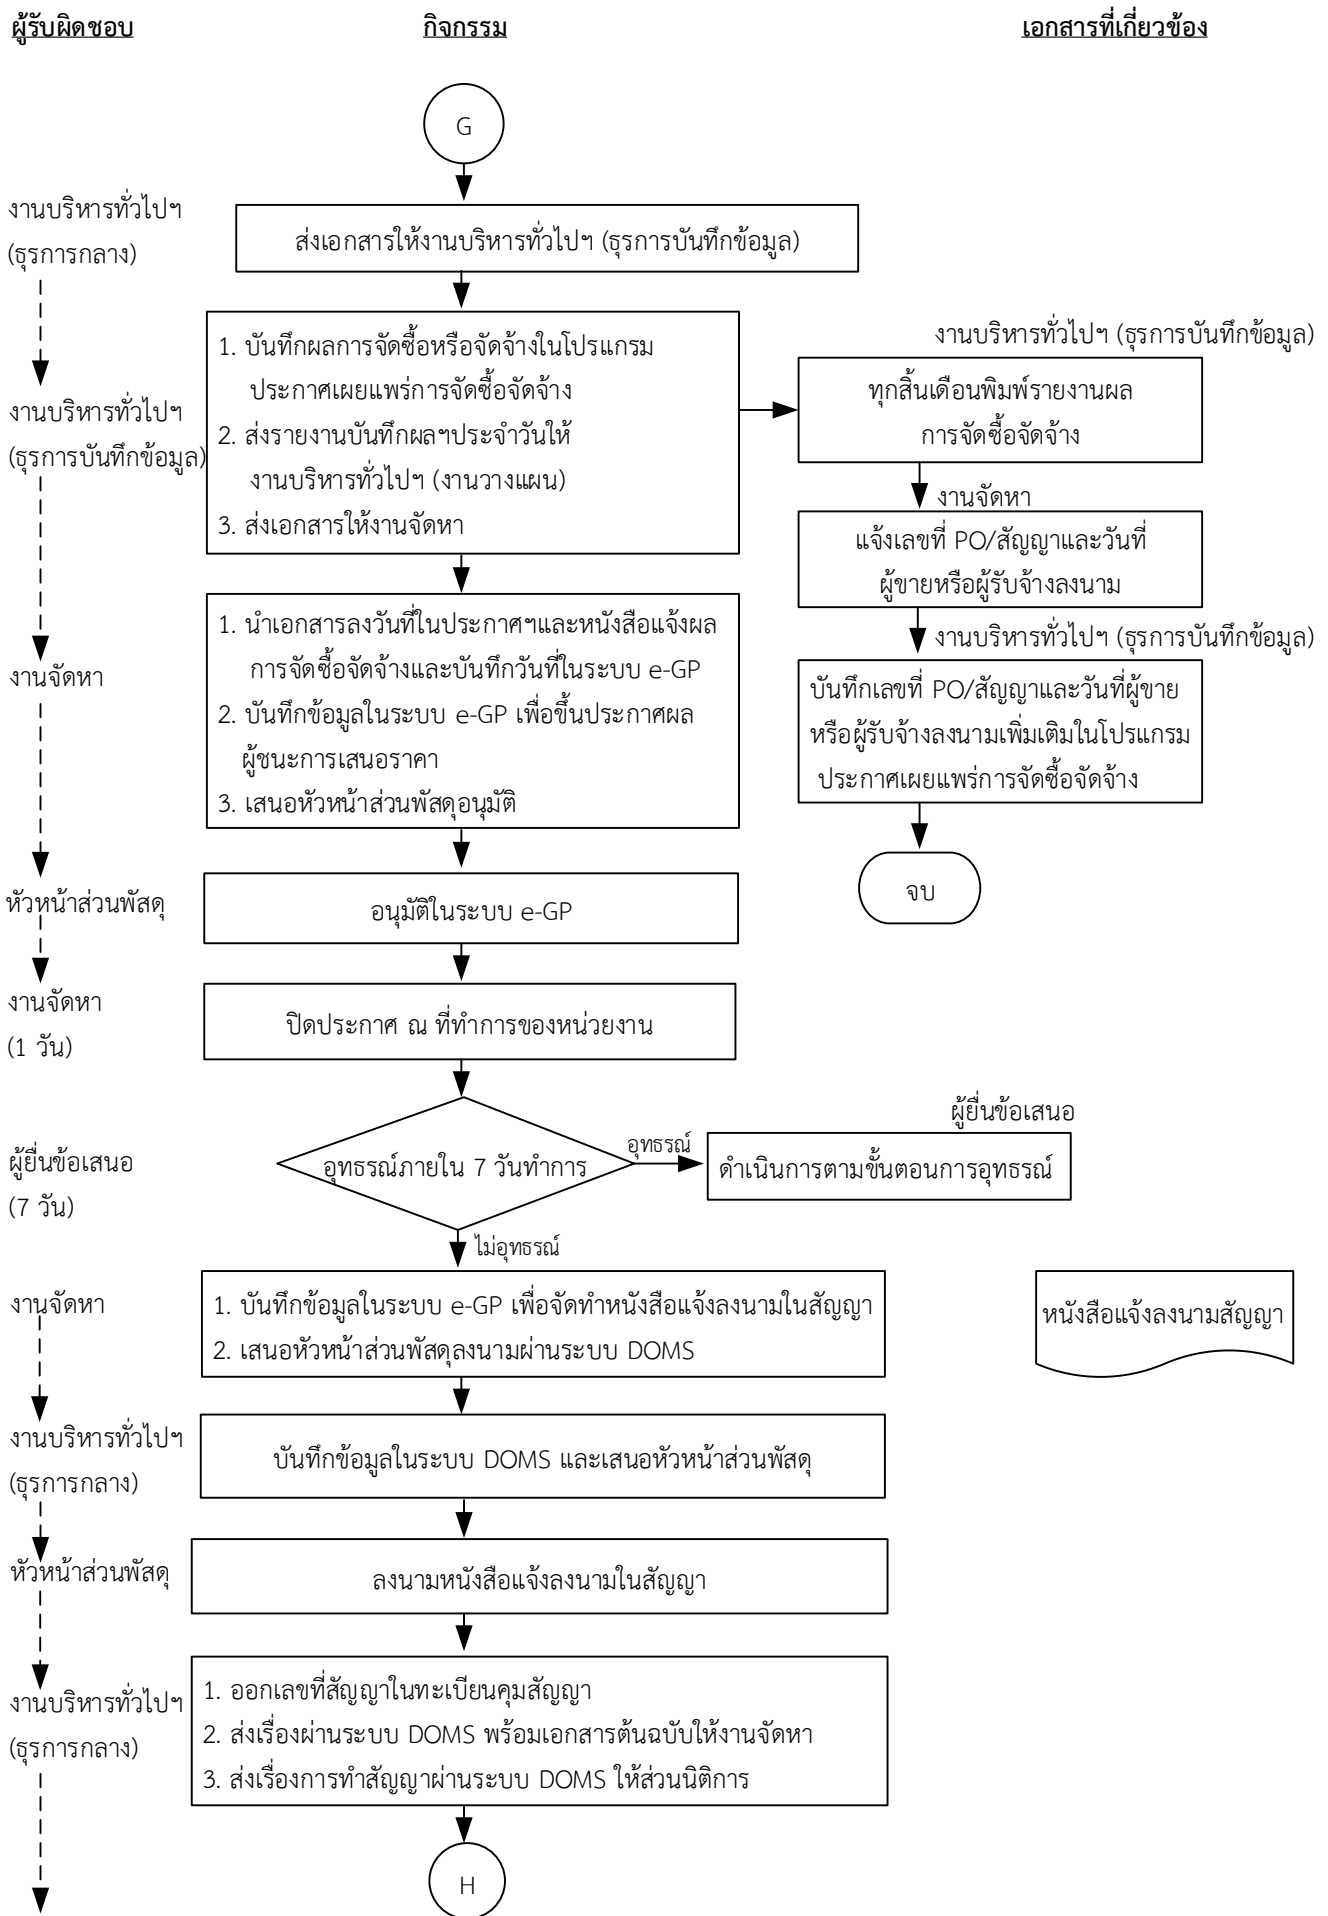 ผู้รับผิดชอบ
กิจกรรม
เอกสารที่เกี่ยวข้อง
G
งานบริหารทั่วไปฯ
(ธุรการกลาง)
ส่งเอกสารให้งานบริหารทั่วไปฯ (ธุรการบันทึกข้อมูล)
งานบริหารทั่วไปฯ
(ธุรการบันทึกข้อมูล)
1. บันทึกผลการจัดซื้อหรือจัดจ้างในโปรแกรม
ประกาศเผยแพร่การจัดซื้อจัดจ้าง
2. ส่งรายงานบันทึกผลฯประจำวันให้
งานบริหารทั่วไปฯ (งานวางแผน)
3. ส่งเอกสารให้งานจัดหา
งานบริหารทั่วไปฯ (ธุรการบันทึกข้อมูล)
ทุกสิ้นเดือนพิมพ์รายงานผล
การจัดซื้อจัดจ้าง
งานจัดหา
แจ้งเลขที่ PO/สัญญาและวันที่
ผู้ขายหรือผู้รับจ้างลงนาม
งานบริหารทั่วไปฯ (ธุรการบันทึกข้อมูล)
บันทึกเลขที่ PO/สัญญาและวันที่ผู้ขาย
หรือผู้รับจ้างลงนามเพิ่มเติมในโปรแกรม
ประกาศเผยแพร่การจัดซื้อจัดจ้าง
จบ
งานจัดหา
1. นำเอกสารลงวันที่ในประกาศฯและหนังสือแจ้งผล
การจัดซื้อจัดจ้างและบันทึกวันที่ในระบบ e-GP
2. บันทึกข้อมูลในระบบ e-GP เพื่อขึ้นประกาศผล
ผู้ชนะการเสนอราคา
3. เสนอหัวหน้าส่วนพัสดุอนุมัติ
หัวหน้าส่วนพัสดุ
อนุมัติในระบบ e-GP
งานจัดหา
(1 วัน)
ปิดประกาศ ณ ที่ทำการของหน่วยงาน
ผู้ยื่นข้อเสนอ
(7 วัน)
อุทธรณ์ภายใน 7 วันทำการ
อุทธรณ์
ผู้ยื่นข้อเสนอ
ดำเนินการตามขั้นตอนการอุทธรณ์
ไม่อุทธรณ์
งานจัดหา
1. บันทึกข้อมูลในระบบ e-GP เพื่อจัดทำหนังสือแจ้งลงนามในสัญญา
2. เสนอหัวหน้าส่วนพัสดุลงนามผ่านระบบ DOMS
หนังสือแจ้งลงนามสัญญา
งานบริหารทั่วไปฯ
(ธุรการกลาง)
บันทึกข้อมูลในระบบ DOMS และเสนอหัวหน้าส่วนพัสดุ
หัวหน้าส่วนพัสดุ
ลงนามหนังสือแจ้งลงนามในสัญญา
งานบริหารทั่วไปฯ
(ธุรการกลาง)
1. ออกเลขที่สัญญาในทะเบียนคุมสัญญา
2. ส่งเรื่องผ่านระบบ DOMS พร้อมเอกสารต้นฉบับให้งานจัดหา
3. ส่งเรื่องการทำสัญญาผ่านระบบ DOMS ให้ส่วนนิติการ
H